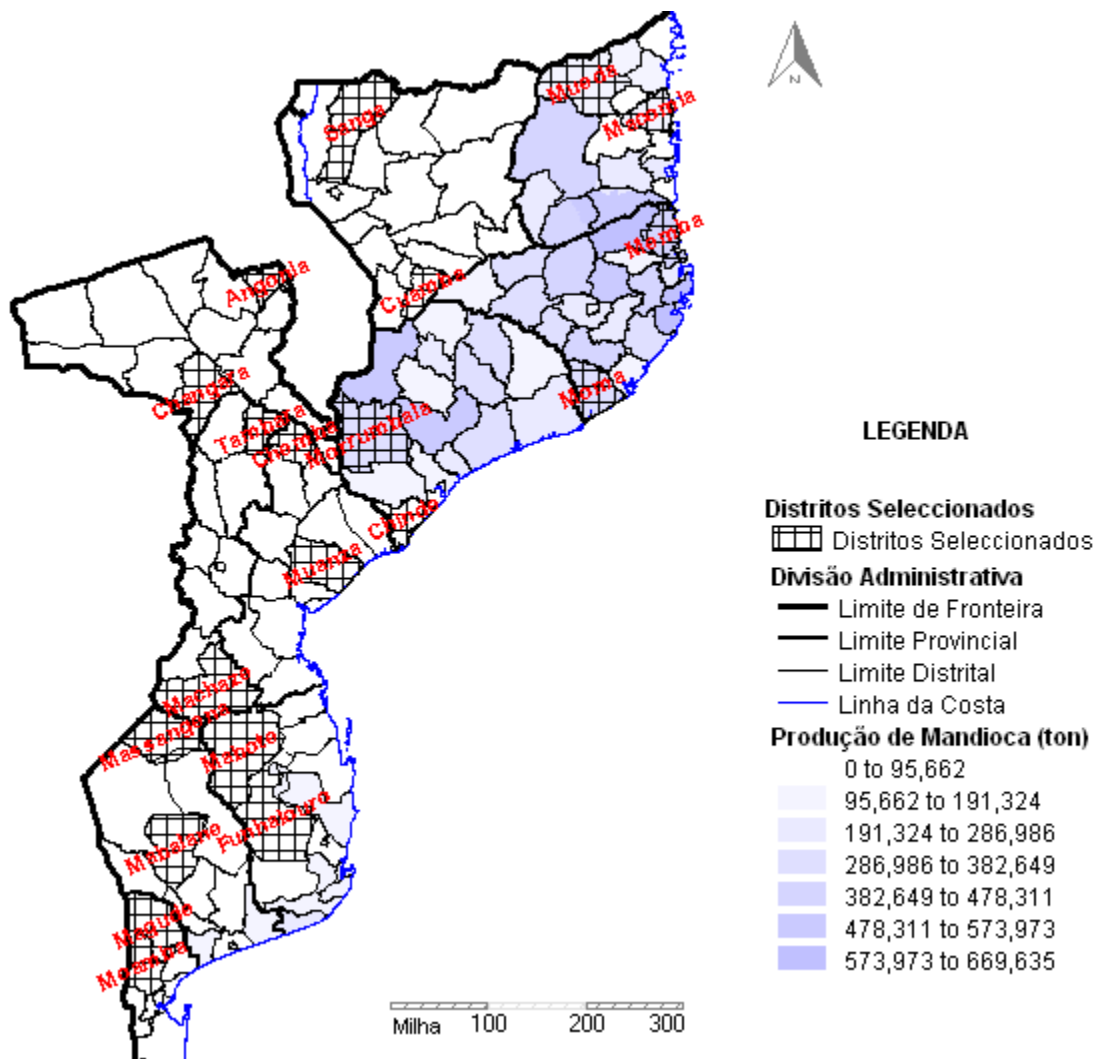 Mueda
Macomia
Sanga
Memba
Angonia
Cuamba
Changara
Moma
Tambara
Chemba
Morrumbala
Chinde
Muanza
Machaze
Massangena
Mabote
Funhalouro
Mabalane
Magude
Moamba
N
LEGENDA
Distritos Seleccionados
Distritos Seleccionados
Divisão Administrativa
Limite de Fronteira
Limite Provincial
Limite Distrital
Linha da Costa
Produção de Mandioca (ton)
0 to 95,662
95,662 to 191,324
191,324 to 286,986
286,986 to 382,649
382,649 to 478,311
478,311 to 573,973
573,973 to 669,635
Milha 100 200 300